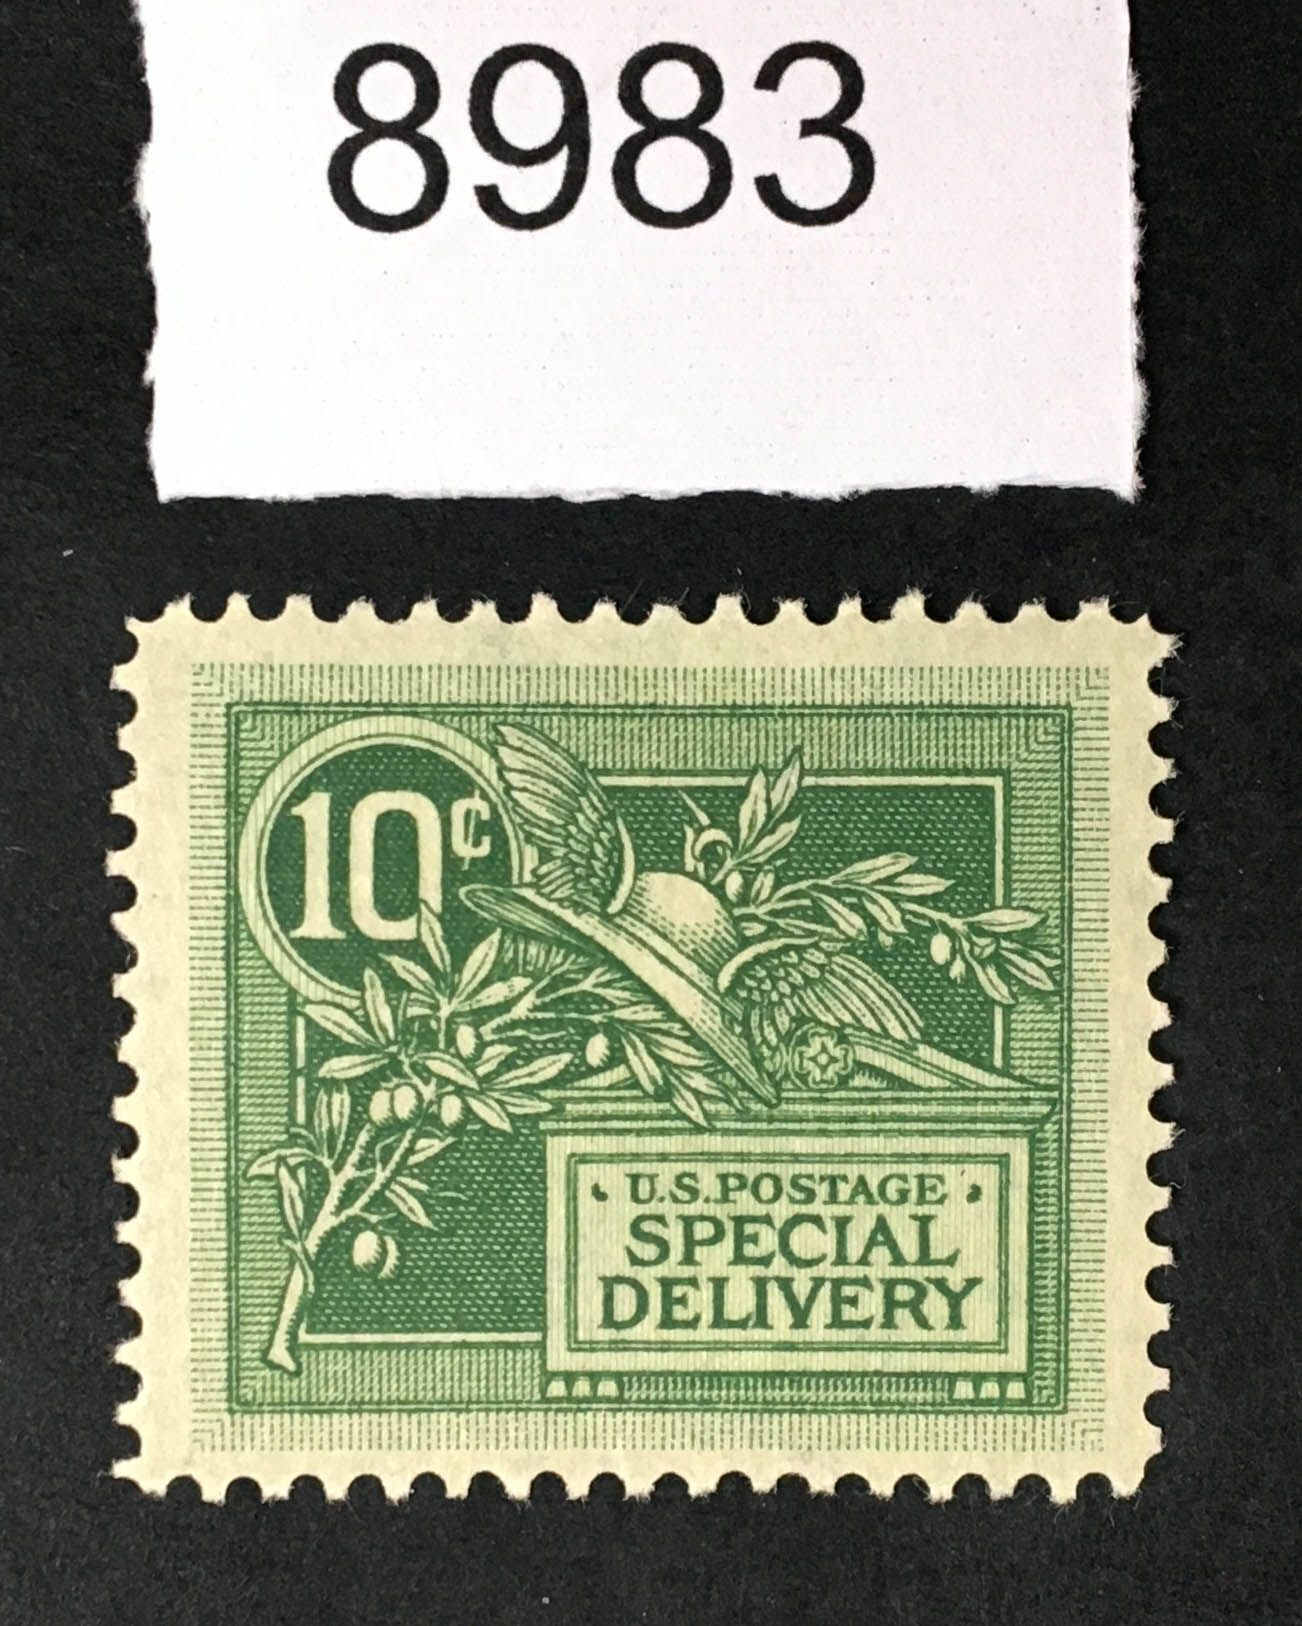 8983
10¢
U.S. POSTAGE
SPECIAL
DELIVERY